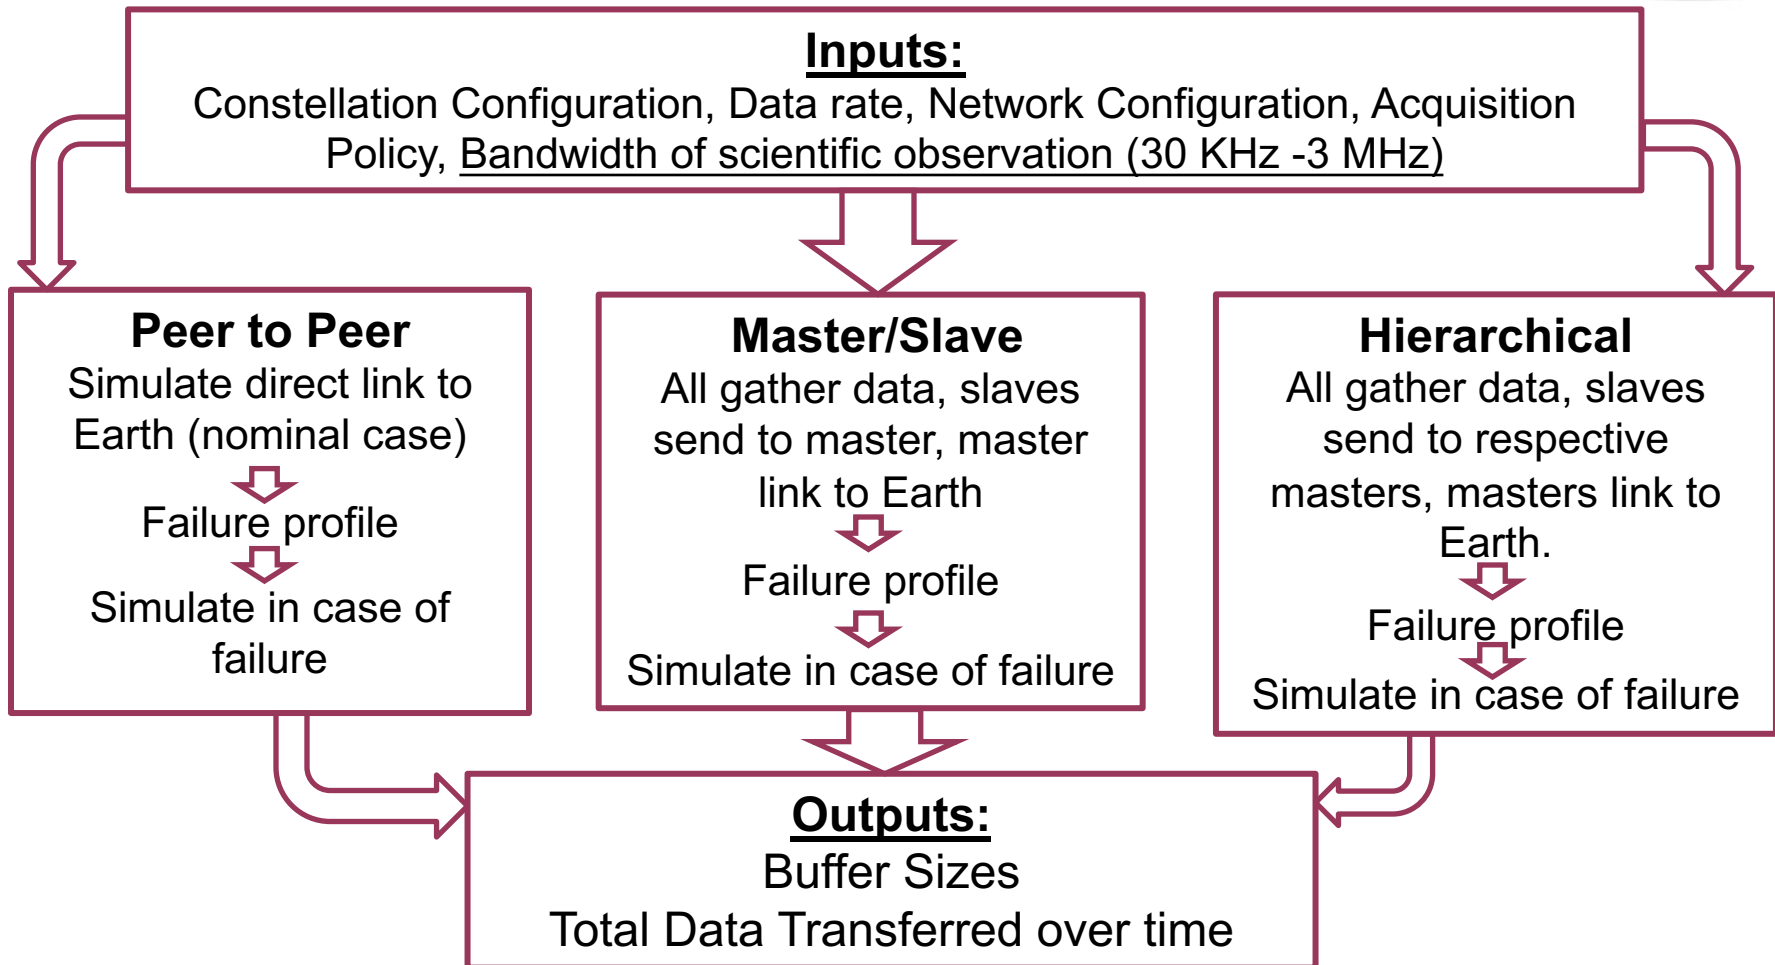 Inputs:
Constellation Configuration, Data rate, Network Configuration, Acquisition
Policy, Bandwidth of scientific observation (30 KHz -3 MHz)
Peer to Peer
Simulate direct link to
Earth (nominal case)
Failure profile
Simulate in case of
failure
Master/Slave
All gather data, slaves
send to master, master
link to Earth
Failure profile
Simulate in case of failure
Hierarchical
All gather data, slaves
send to respective
masters, masters link to
Earth.
Failure profile
Simulate in case of failure
Outputs:
Buffer Sizes
Total Data Transferred over time